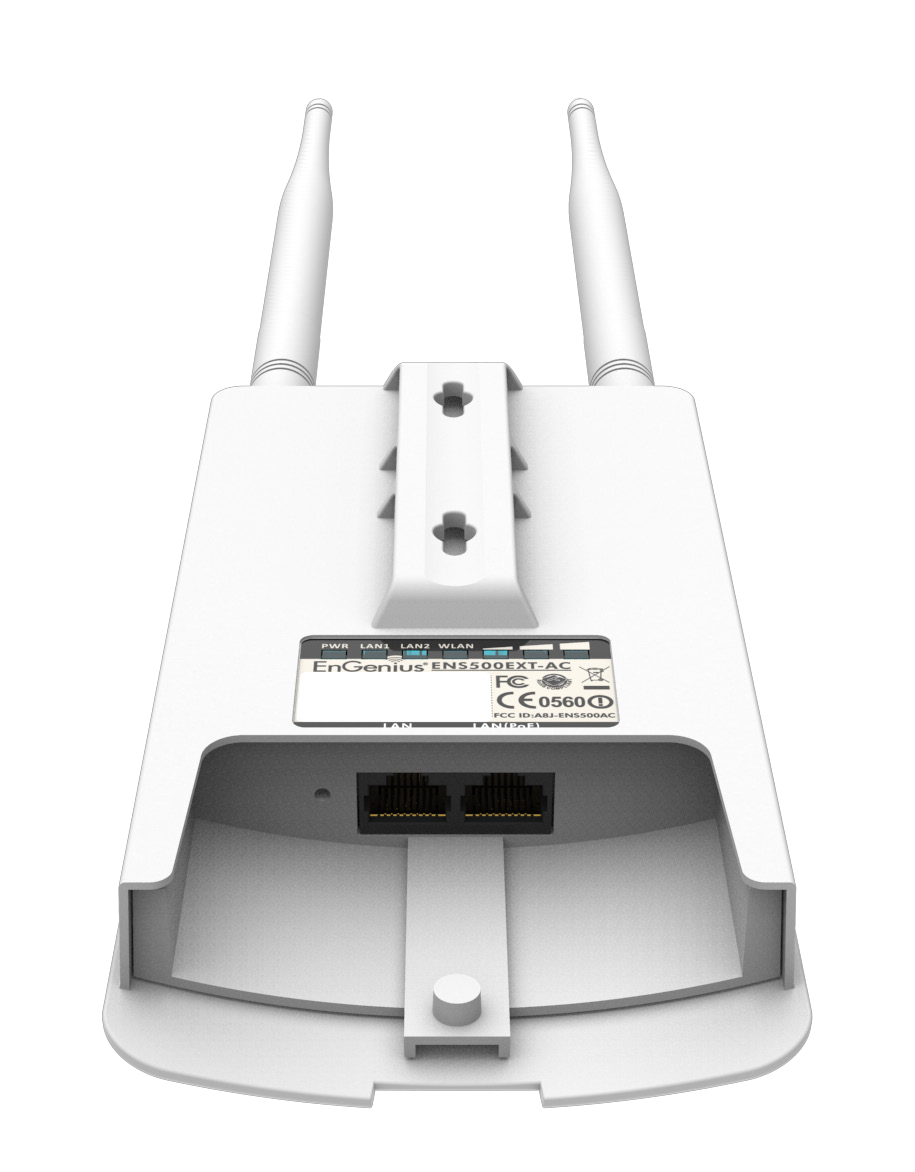 PWR LAN1 LAN2 WLAN
EnGenius® ENS500EXT-AC
FC
CE0560
FCC ID:A8J-ENS500AC
LAN LAN(PoE)